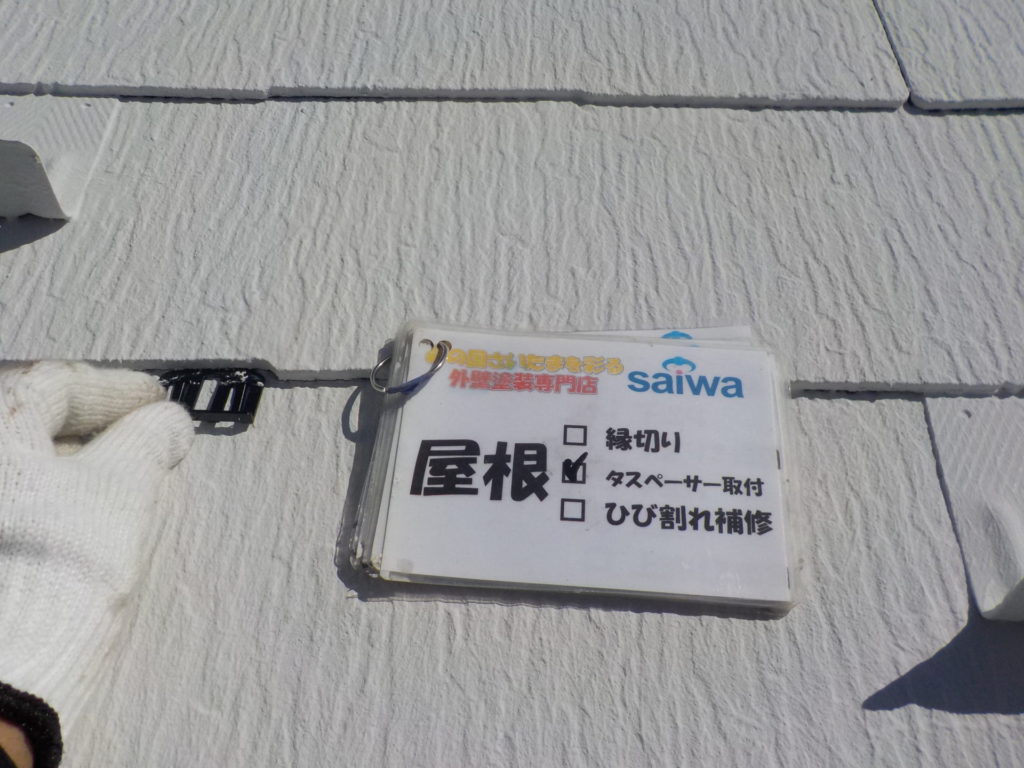 の国さいたまを彩る
外壁塗装専門店
saiwa
屋根
□ 縁切り
☑ タスペーサー取付
□ ひび割れ補修